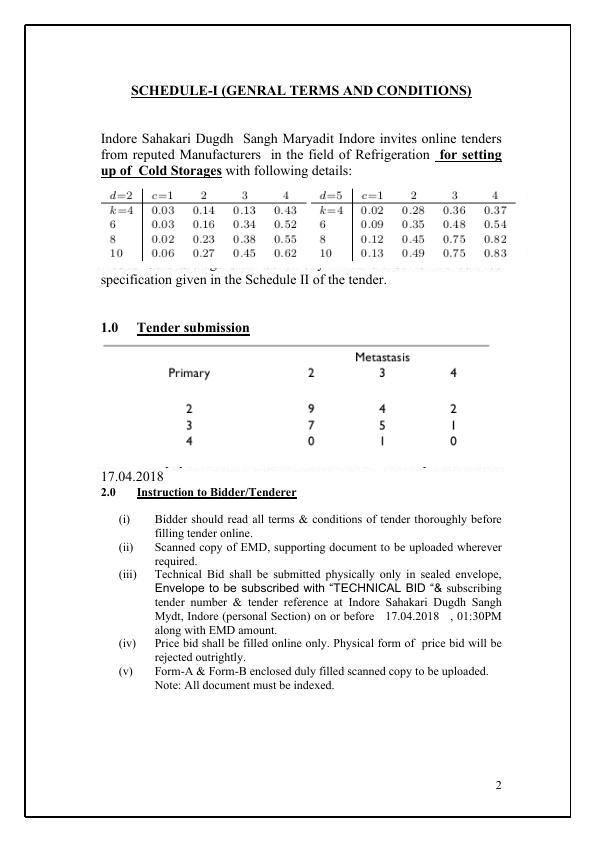 SCHEDULE-I (GENRAL TERMS AND CONDITIONS)
Indore Sahakari Dugdh Sangh Maryadit Indore invites online tenders
from reputed Manufacturers in the field of Refrigeration for setting
up of Cold Storages with following details:
d=2 c=1 2 3 4 d=5 c=1 2 3 4
k=4 0.03 0.14 0.13 0.43 k=4 0.02 0.28 0.36 0.37
6 0.03 0.16 0.34 0.52 6 0.09 0.35 0.48 0.54
8 0.02 0.23 0.38 0.55 8 0.12 0.45 0.75 0.82
10 0.06 0.27 0.45 0.62 10 0.13 0.49 0.75 0.83
specification given in the Schedule II of the tender.
1.0 Tender submission
Metastasis
Primary 2 3 4
2 9 4 2
3 7 5 1
4 0 1 0
17.04.2018
2.0 Instruction to Bidder/Tenderer
(i) Bidder should read all terms & conditions of tender thoroughly before
filling tender online.
(ii) Scanned copy of EMD, supporting document to be uploaded wherever
required.
(iii) Technical Bid shall be submitted physically only in sealed envelope,
Envelope to be subscribed with “TECHNICAL BID “& subscribing
tender number & tender reference at Indore Sahakari Dugdh Sangh
Mydt, Indore (personal Section) on or before 17.04.2018 , 01:30PM
along with EMD amount.
(iv) Price bid shall be filled online only. Physical form of price bid will be
rejected outrightly.
(v) Form-A & Form-B enclosed duly filled scanned copy to be uploaded.
Note: All document must be indexed.
2